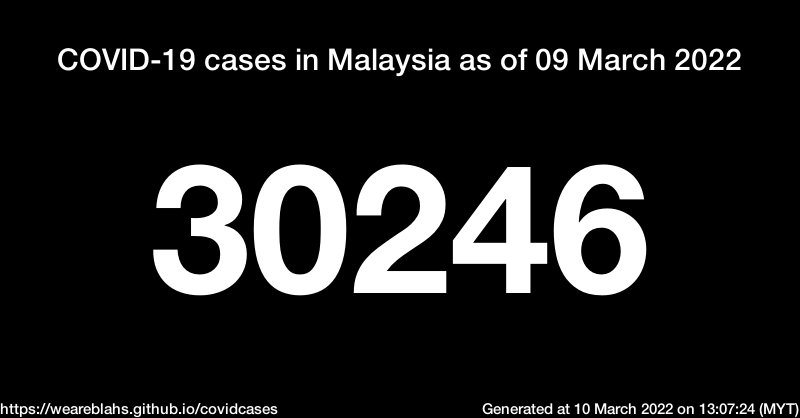 COVID-19 cases in Malaysia as of 09 March 2022
30246
https://weareblahs.github.io/covidcases
Generated at 10 March 2022 on 13:07:24 (MYT)